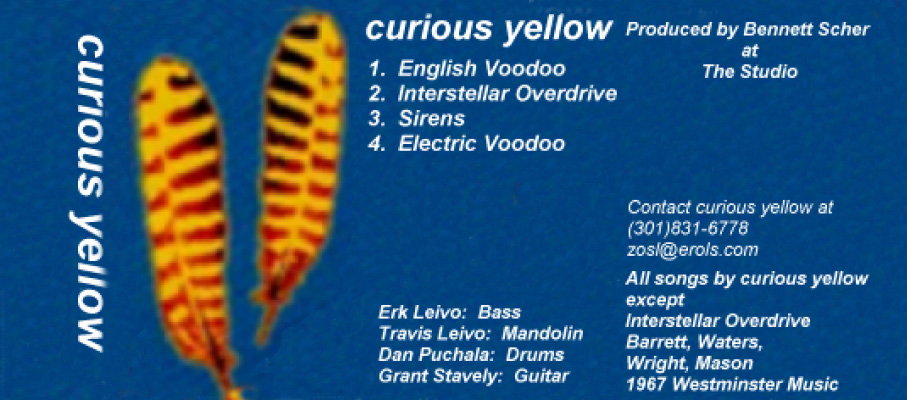 curious yellow
curious yellow
1. English Voodoo
2. Interstellar Overdrive
3. Sirens
4. Electric Voodoo
Erk Leivo: Bass
Travis Leivo: Mandolin
Dan Puchala: Drums
Grant Stavely: Guitar
Produced by Bennett Scher
at
The Studio
Contact curious yellow at
(301)831-6778
zosl@erols.com
All songs by curious yellow
except
Interstellar Overdrive
Barrett, Waters,
Wright, Mason
1967 Westminster Music